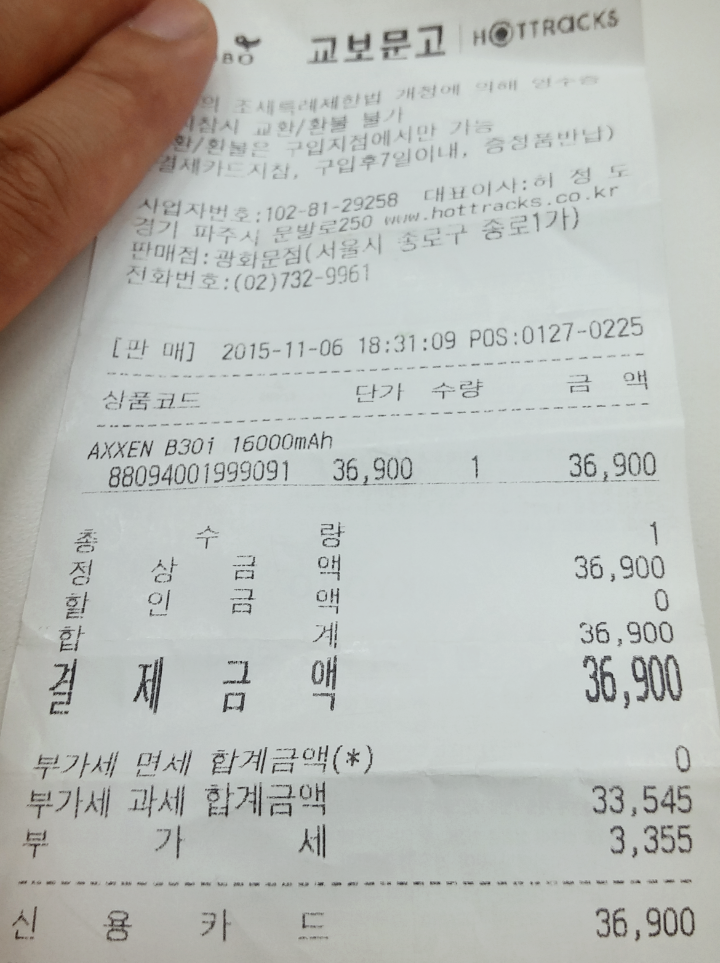 BO 교보문고 HOTTRACKS
의 조세특례제한법 개정에 의해 영수증
지참시 교환/환불 불가
환/환불은 구입지점에서만 가능
결제카드지참, 구입후7일이내, 증정품반납)
사업자번호:102-81-29258 대표이사:허 정 도
경기 파주시 문발로250 www.hottracks.co.kr
판매점:광화문점(서울시 종로구 종로1가)
전화번호:(02)732-9961
[판 매] 2015-11-06 18:31:09 POS:0127-0225
상품코드 단가 수량 금 액
AXXEN B30i 16000mAh
88094001999091 36,900 1 36,900
총 수 량 1
정 상 금 액 36,900
할 인 금 액 0
합 계 36,900
결 제 금 액 36,900
부가세 면세 합계금액(*) 0
부가세 과세 합계금액 33,545
부 가 세 3,355
신 용 카 드 36,900